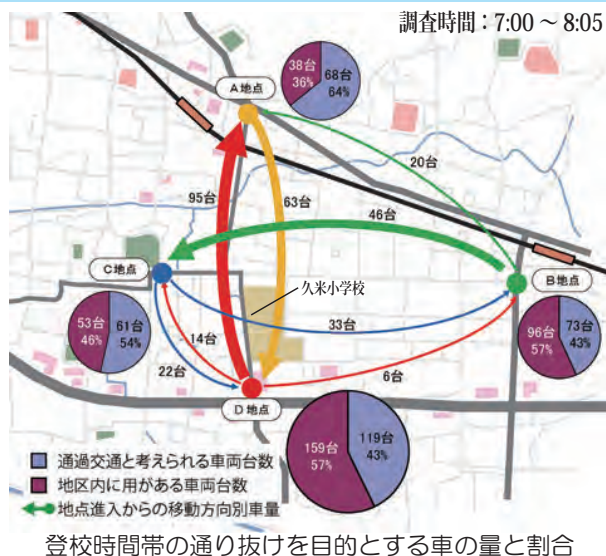 調査時間：7:00 ～ 8:05
38台
36%
68台
64%
A地点
20台
95台
63台
46台
C地点
久米小学校
B地点
53台
46%
61台
54%
33台
14台
22台
6台
96台
57%
73台
43%
D地点
159台
57%
119台
43%
通過交通と考えられる車両台数
地区内に用がある車両台数
地点進入からの移動方向別車量
登校時間帯の通り抜けを目的とする車の量と割合